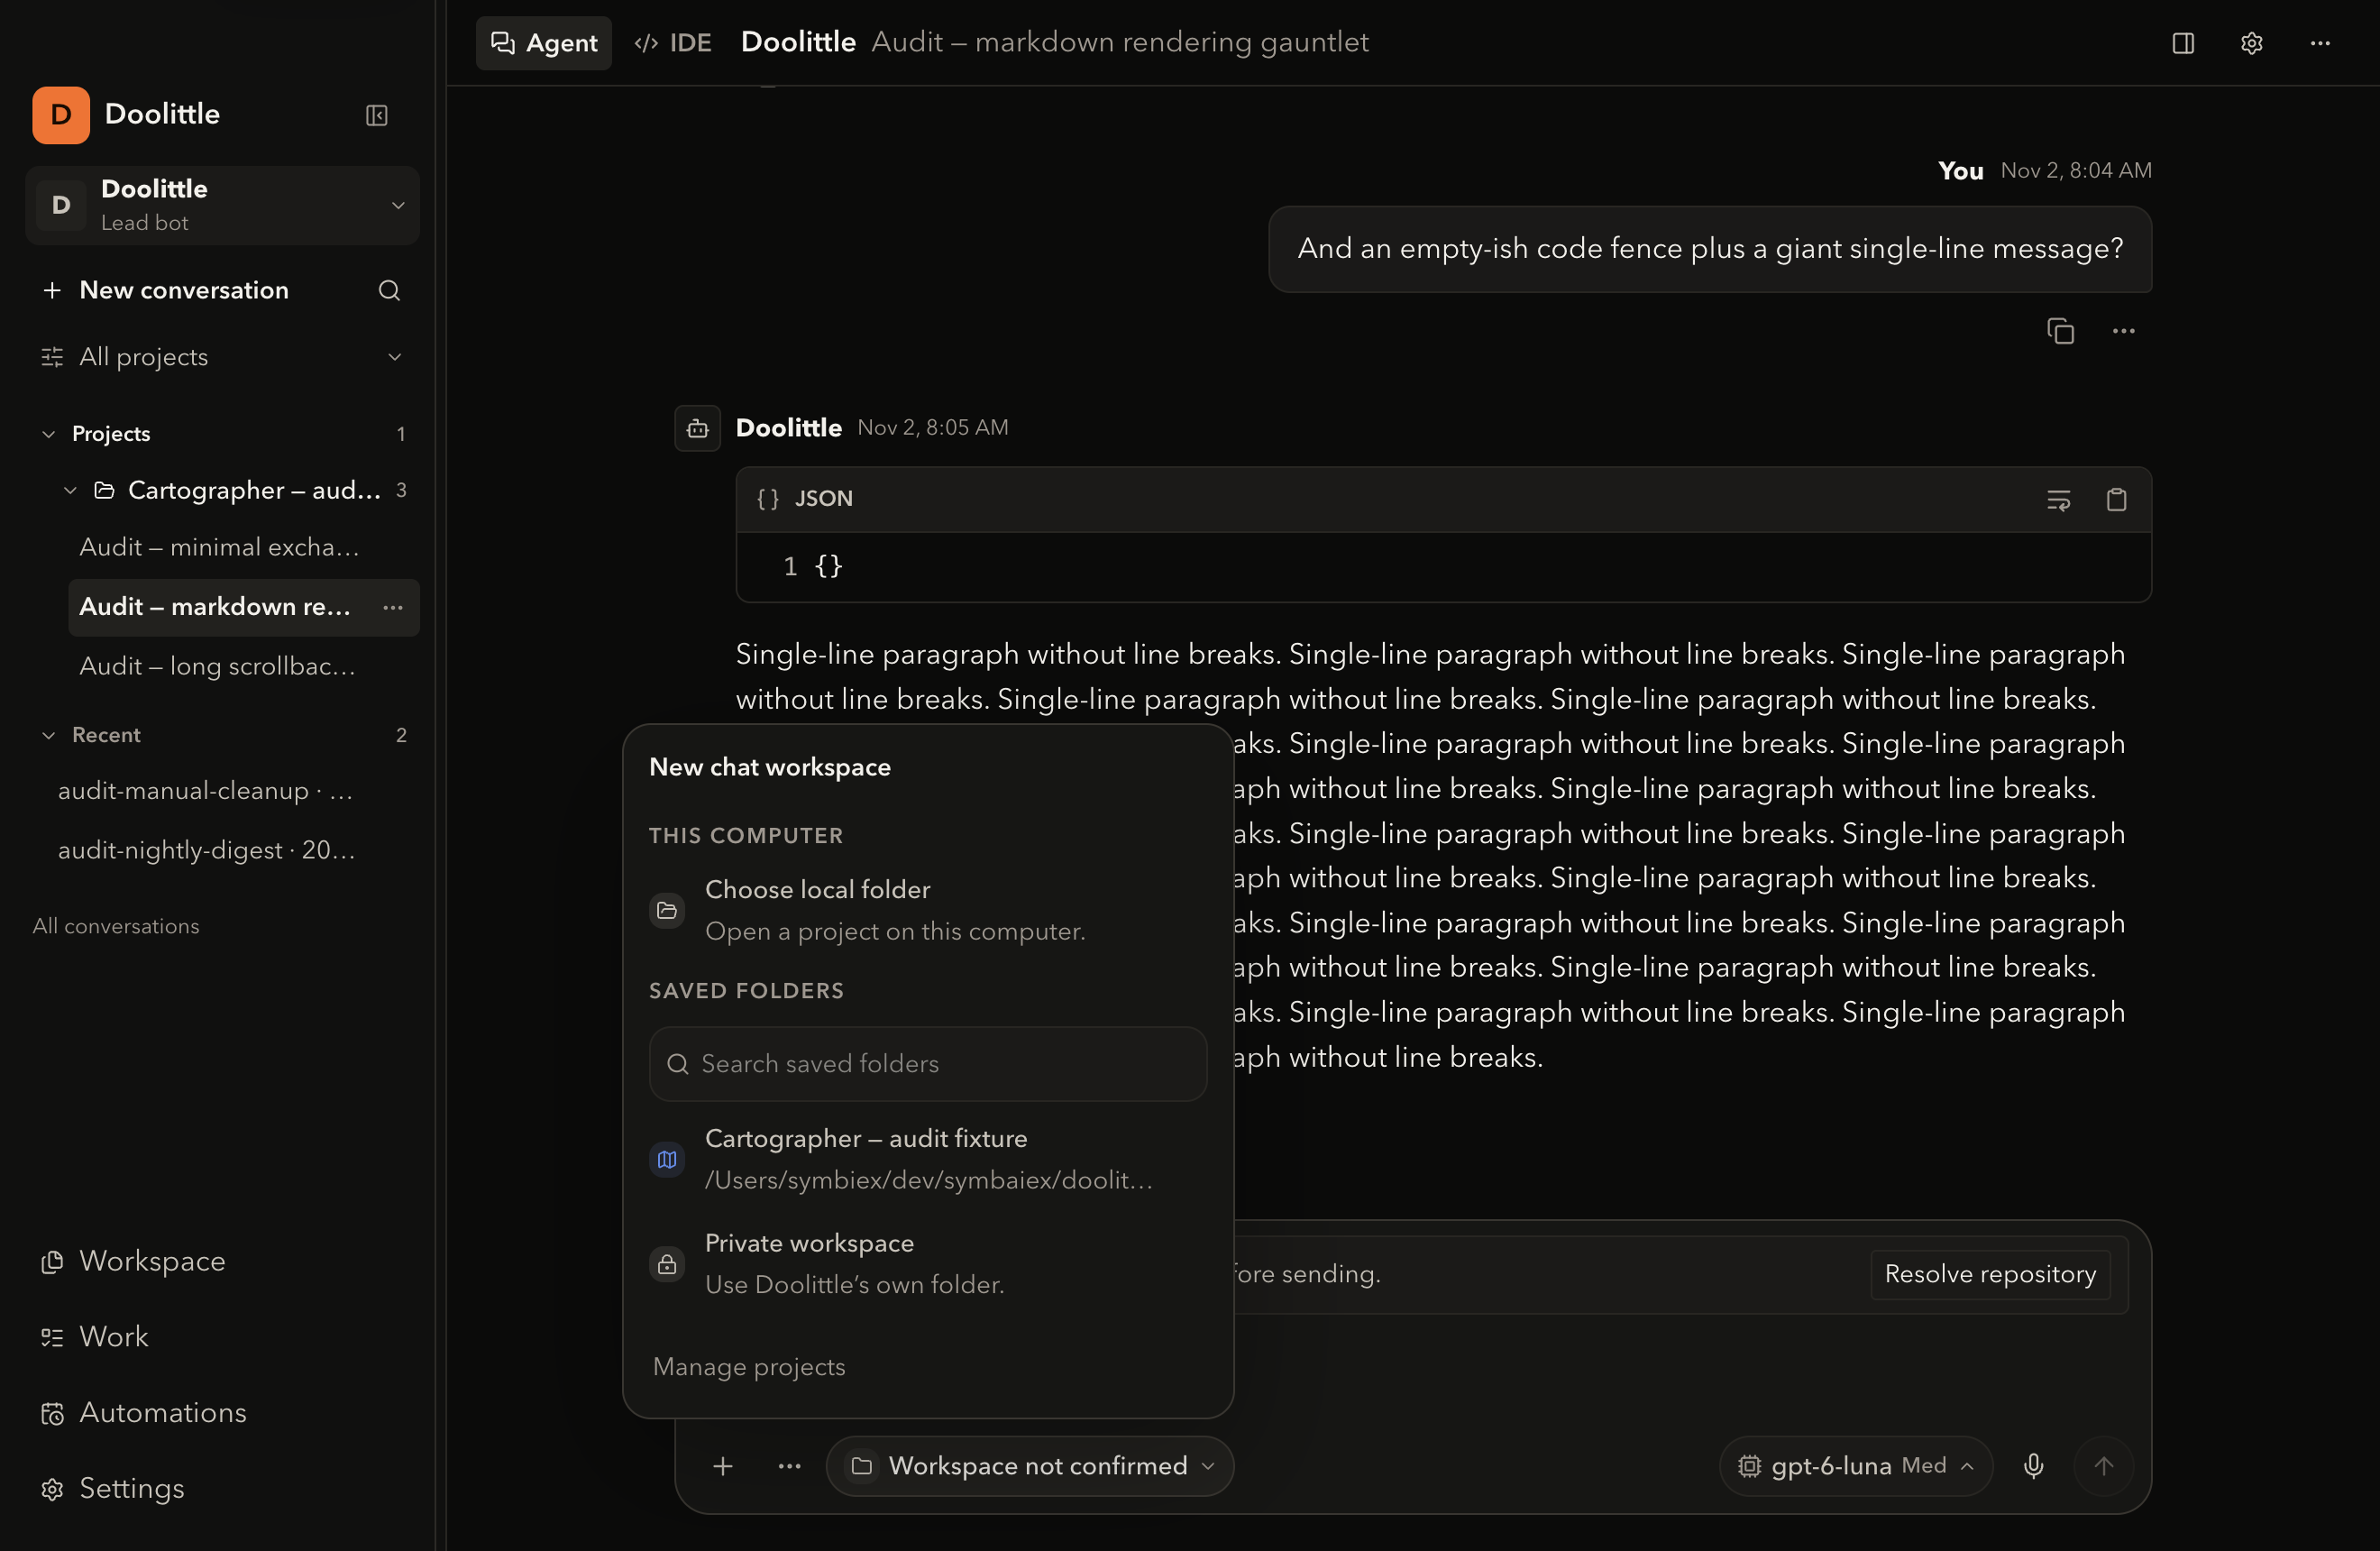 Agent
IDE
Doolittle Audit – markdown rendering gauntlet
D
Doolittle
D
Doolittle
Lead bot
New conversation
All projects
Projects 1
Cartographer – aud... 3
Audit – minimal excha...
Audit – markdown re...
Audit – long scrollbac...
Recent 2
audit-manual-cleanup · ...
audit-nightly-digest · 20...
All conversations
Workspace
Work
Automations
Settings
You Nov 2, 8:04 AM
And an empty-ish code fence plus a giant single-line message?
Doolittle Nov 2, 8:05 AM
{} JSON
1 {}
Single-line paragraph without line breaks. Single-line paragraph without line breaks. Single-line paragraph
without line breaks. Single-line paragraph without line breaks. Single-line paragraph without line breaks.
Single-line paragraph without line breaks. Single-line paragraph
without line breaks. Single-line paragraph without line breaks.
Single-line paragraph without line breaks. Single-line paragraph
without line breaks. Single-line paragraph without line breaks.
Single-line paragraph without line breaks. Single-line paragraph
without line breaks. Single-line paragraph without line breaks.
Single-line paragraph without line breaks. Single-line paragraph
without line breaks.
New chat workspace
THIS COMPUTER
Choose local folder
Open a project on this computer.
SAVED FOLDERS
Search saved folders
Cartographer – audit fixture
/Users/symbiex/dev/symbaiex/doolit...
Private workspace
Use Doolittle's own folder.
Manage projects
sending.
Resolve repository
Workspace not confirmed
gpt-6-luna Med